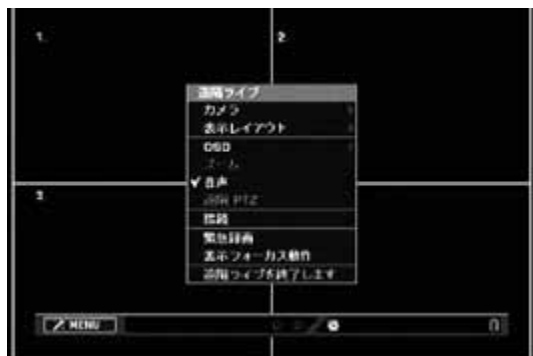 1.
2
遠隔ライブ
カメラ
表示レイアウト
OSD
ズーム
✔音声
遠隔 PTZ
接続
緊急録画
表示フォーカス動作
遠隔ライブを終了します
3
MENU